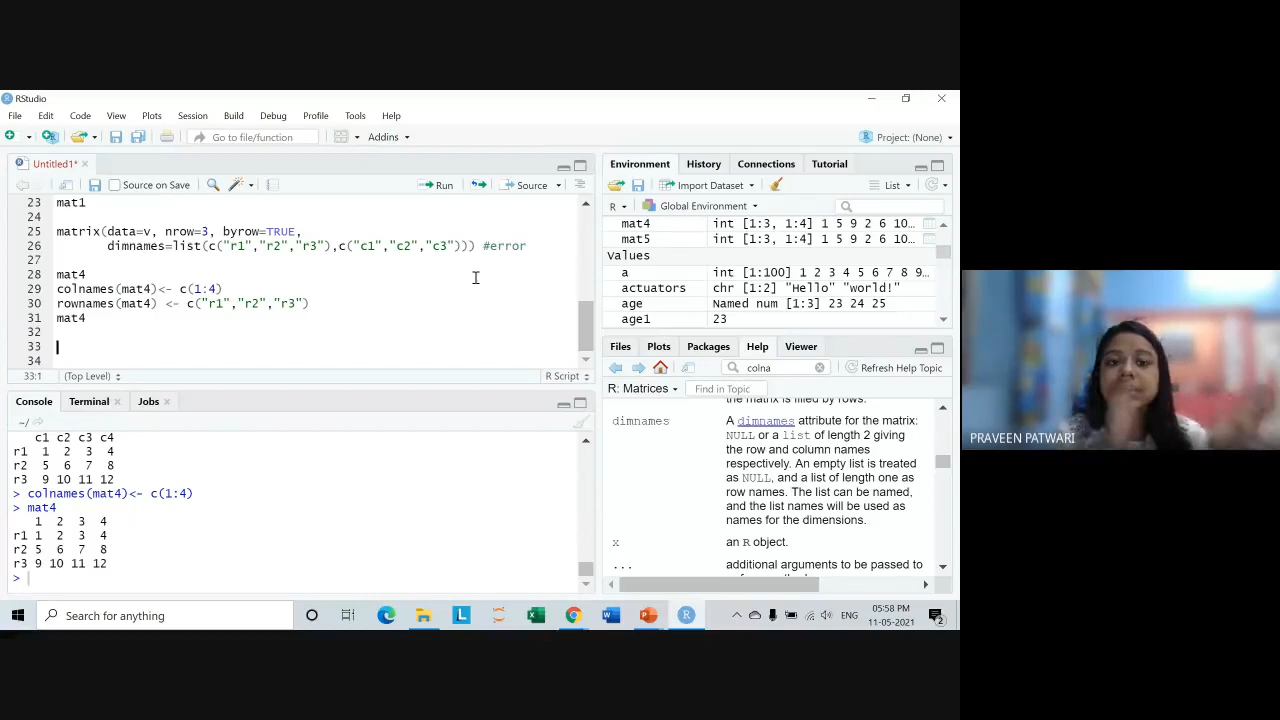 RStudio
File Edit Code View Plots Session Build Debug Profile Tools Help
Go to file/function Addins Project: (None)
Untitled1*
Source on Save Run Source
23 mat1
24
25 matrix(data=v, nrow=3, byrow=TRUE,
26 dimnames=list(c("r1","r2","r3"),c("c1","c2","c3"))) #error
27
28 mat4
29 colnames(mat4)<- c(1:4)
30 rownames(mat4) <- c("r1","r2","r3")
31 mat4
32
33
34
33:1 (Top Level) R Script
Console Terminal Jobs
~/
c1 c2 c3 c4
r1 1 2 3 4
r2 5 6 7 8
r3 9 10 11 12
> colnames(mat4)<- c(1:4)
> mat4
1 2 3 4
r1 1 2 3 4
r2 5 6 7 8
r3 9 10 11 12
>
Environment History Connections Tutorial
Import Dataset List
R Global Environment
mat4 int [1:3, 1:4] 1 5 9 2 6 10…
mat5 int [1:3, 1:4] 1 5 9 2 6 10…
Values
a int [1:100] 1 2 3 4 5 6 7 8 9…
actuators chr [1:2] "Hello" "world!"
age Named num [1:3] 23 24 25
age1 23
Files Plots Packages Help Viewer
colna Refresh Help Topic
R: Matrices Find in Topic
the matrix is filled by rows.
dimnames A dimnames attribute for the matrix:
NULL or a list of length 2 giving
the row and column names
respectively. An empty list is treated
as NULL, and a list of length one as
row names. The list can be named,
and the list names will be used as
names for the dimensions.
x an R object.
... additional arguments to be passed to
PRAVEEN PATWARI
Search for anything
ENG
05:58 PM
11-05-2021
2